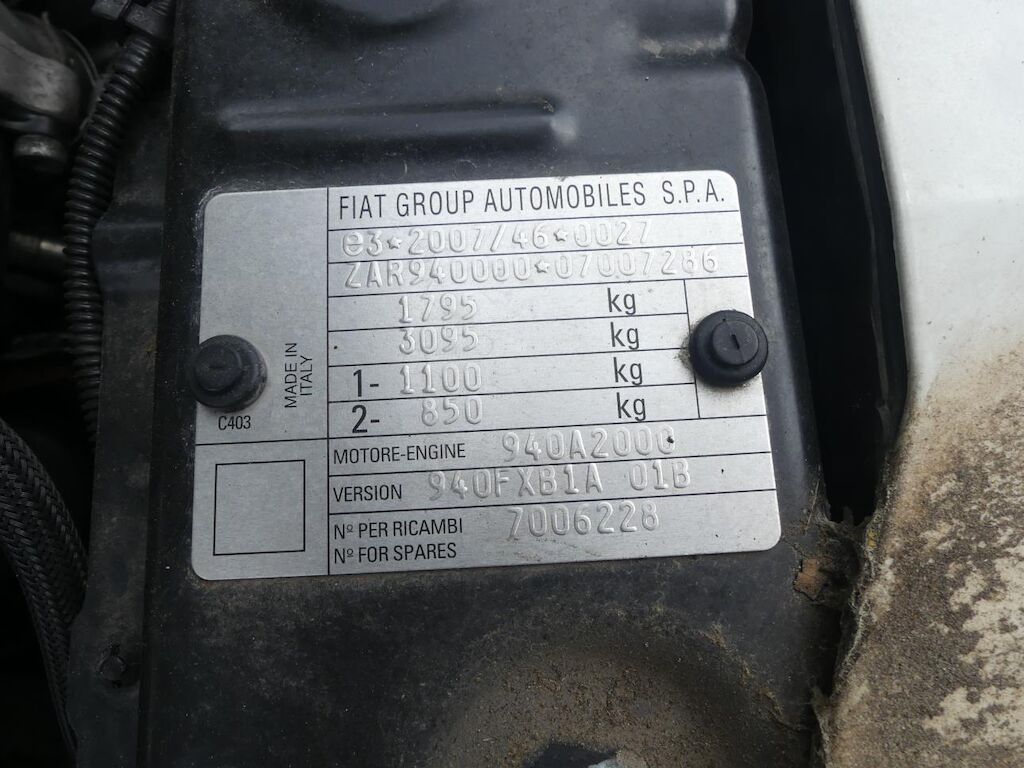 FIAT GROUP AUTOMOBILES S.P.A.
e3*2007/46*0027
ZAR940000*07007286
1795 kg
3095 kg
1- 1100 kg
2- 850 kg
MADE IN
ITALY
C403
MOTORE-ENGINE 940A2000
VERSION 940FXB1A 01B
Nº PER RICAMBI 7006228
Nº FOR SPARES